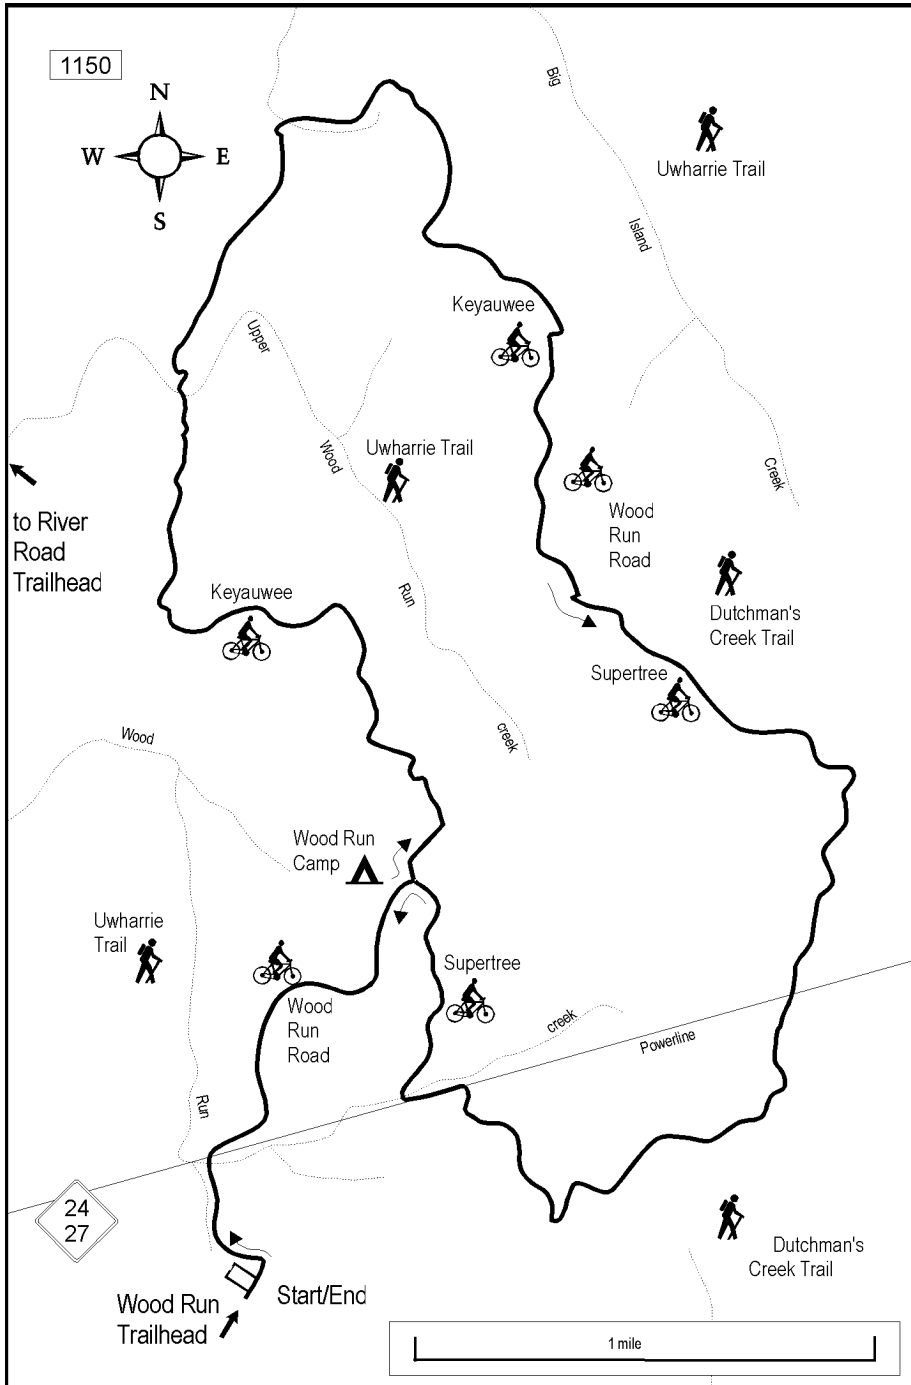 1150
N
W
E
S
Big
Uwharrie Trail
Island
Keyauwee
Upper
Wood
Uwharrie Trail
Creek
to River
Road
Trailhead
Wood
Run
Road
Run
Keyauwee
Dutchman's
Creek Trail
Supertree
creek
Wood
Wood Run
Camp
Uwharrie
Trail
Supertree
Wood
Run
Road
creek
Powerline
Run
24
27
Dutchman's
Creek Trail
Start/End
Wood Run
Trailhead
1 mile